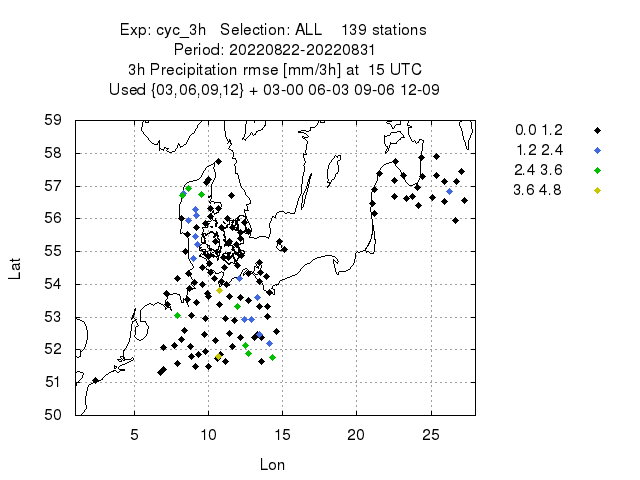 Exp: cyc_3h Selection: ALL 139 stations
Period: 20220822-20220831
3h Precipitation rmse [mm/3h] at 15 UTC
Used {03,06,09,12} + 03-00 06-03 09-06 12-09
0.0 1.2
1.2 2.4
2.4 3.6
3.6 4.8
59
58
57
56
55
54
53
52
51
50
Lat
5 10 15 20 25
Lon